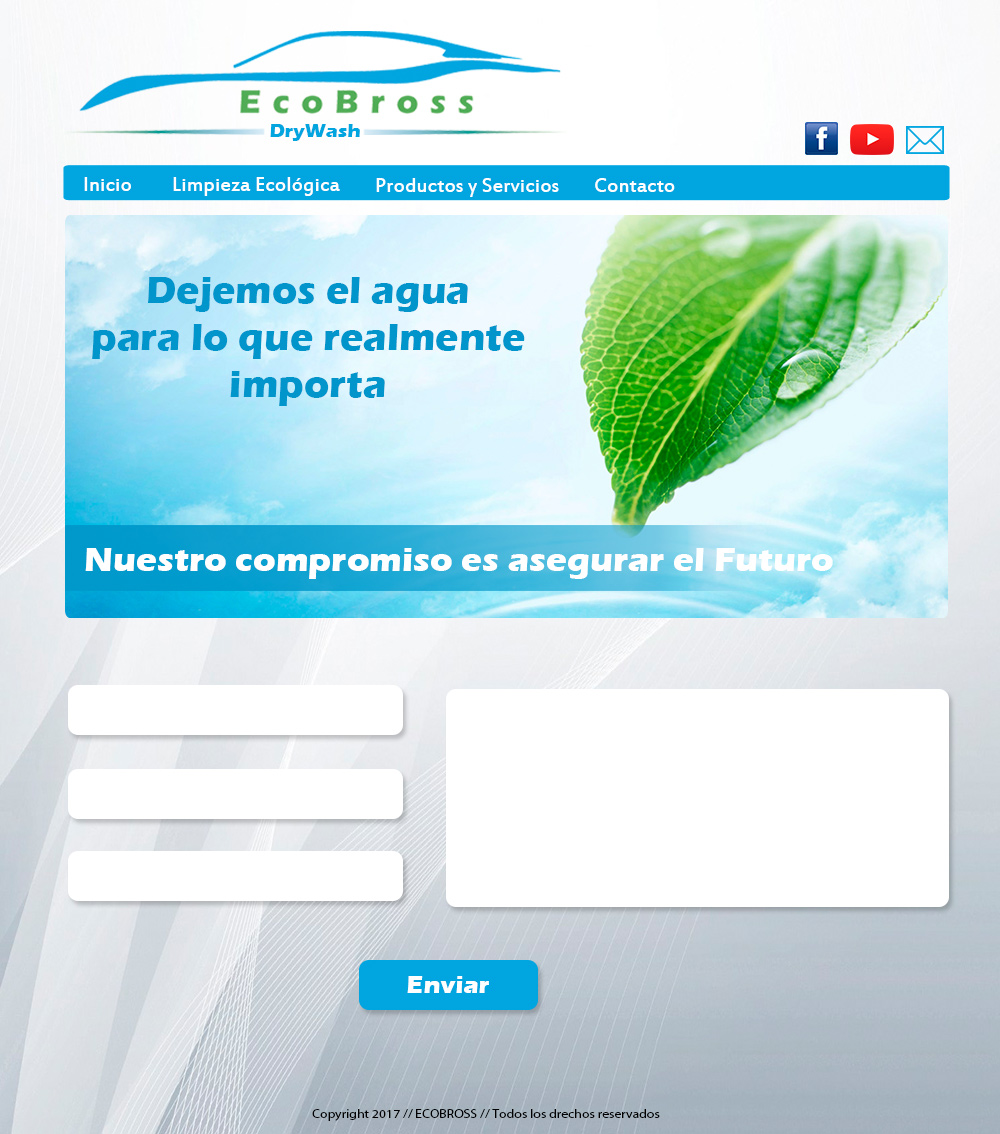 EcoBross
DryWash
f
Inicio Limpieza Ecológica Productos y Servicios Contacto
Dejemos el agua
para lo que realmente
importa
Nuestro compromiso es asegurar el Futuro
Enviar
Copyright 2017 // ECOBROSS // Todos los drechos reservados